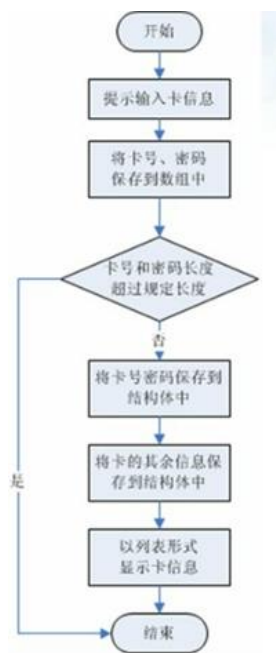 开始
提示输入卡信息
将卡号、密码
保存到数组中
卡号和密码长度
超过规定长度
否
将卡号密码保存到
结构体中
将卡的其余信息保
存到结构体中
是
以列表形式
显示卡信息
结束